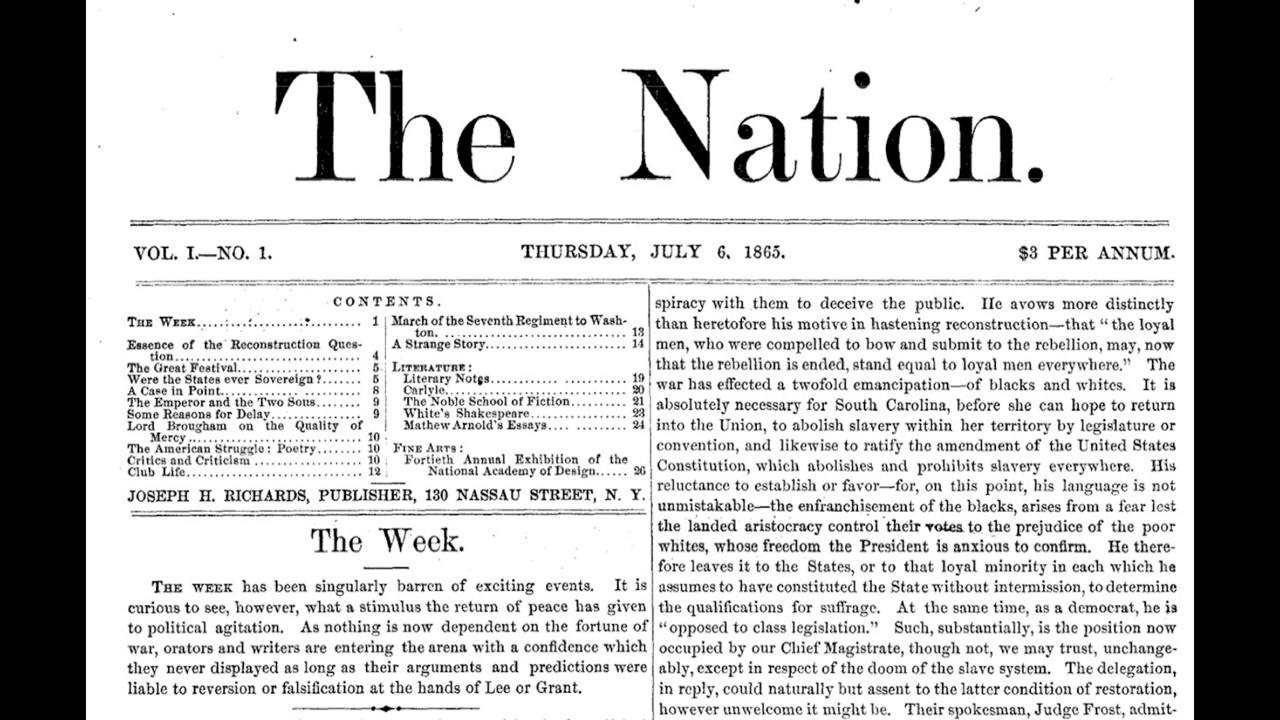 The Nation.
VOL. I.—NO. 1.
THURSDAY, JULY 6, 1865.
$3 PER ANNUM.
CONTENTS.
THE WEEK........................ 1
Essence of the Reconstruction Ques-
tion........................ 4
The Great Festival.................. 5
Were the States ever Sovereign?....... 5
A Case in Point..................... 8
The Emperor and the Two Sous....... 9
Some Reasons for Delay.............. 9
Lord Brougham on the Quality of
Mercy........................ 10
The American Struggle: Poetry....... 10
Critics and Criticism ................ 10
Club Life.......................... 12
March of the Seventh Regiment to Wash-
ton. ............................ 13
A Strange Story..................... 14
LITERATURE:
Literary Notes........... ............ 19
Carlyle............................ 20
The Noble School of Fiction.......... 21
White's Shakespeare................ 23
Mathew Arnold's Essays.... ......... 24
FINE ARTS:
Fortieth Annual Exhibition of the
National Academy of Design...... 26
JOSEPH H. RICHARDS, PUBLISHER, 130 NASSAU STREET, N. Y.
The Week.
THE WEEK has been singularly barren of exciting events. It is
curious to see, however, what a stimulus the return of peace has given
to political agitation. As nothing is now dependent on the fortune of
war, orators and writers are entering the arena with a confidence which
they never displayed as long as their arguments and predictions were
liable to reversion or falsification at the hands of Lee or Grant.
spiracy with them to deceive the public. He avows more distinctly
than heretofore his motive in hastening reconstruction—that "the loyal
men, who were compelled to bow and submit to the rebellion, may, now
that the rebellion is ended, stand equal to loyal men everywhere." The
war has effected a twofold emancipation—of blacks and whites. It is
absolutely necessary for South Carolina, before she can hope to return
into the Union, to abolish slavery within her territory by legislature or
convention, and likewise to ratify the amendment of the United States
Constitution, which abolishes and prohibits slavery everywhere. His
reluctance to establish or favor—for, on this point, his language is not
unmistakable—the enfranchisement of the blacks, arises from a fear lest
the landed aristocracy control their votes to the prejudice of the poor
whites, whose freedom the President is anxious to confirm. He there-
fore leaves it to the States, or to that loyal minority in each which he
assumes to have constituted the State without intermission, to determine
the qualifications for suffrage. At the same time, as a democrat, he is
"opposed to class legislation." Such, substantially, is the position now
occupied by our Chief Magistrate, though not, we may trust, unchange-
ably, except in respect of the doom of the slave system. The delegation,
in reply, could naturally but assent to the latter condition of restoration,
however unwelcome it might be. Their spokesman, Judge Frost, admit-